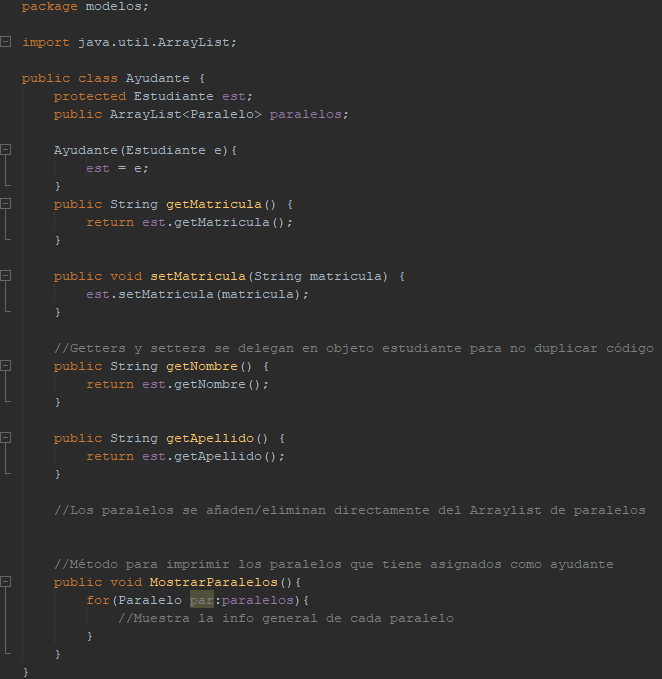 package modelos;
import java.util.ArrayList;
public class Ayudante {
protected Estudiante est;
public ArrayList<Paralelo> paralelos;
Ayudante(Estudiante e){
est = e;
}
public String getMatricula() {
return est.getMatricula();
}
public void setMatricula(String matricula) {
est.setMatricula(matricula);
}
//Getters y setters se delegan en objeto estudiante para no duplicar código
public String getNombre() {
return est.getNombre();
}
public String getApellido() {
return est.getApellido();
}
//Los paralelos se añaden/eliminan directamente del Arraylist de paralelos
//Método para imprimir los paralelos que tiene asignados como ayudante
public void MostrarParalelos(){
for(Paralelo par:paralelos){
//Muestra la info general de cada paralelo
}
}
}